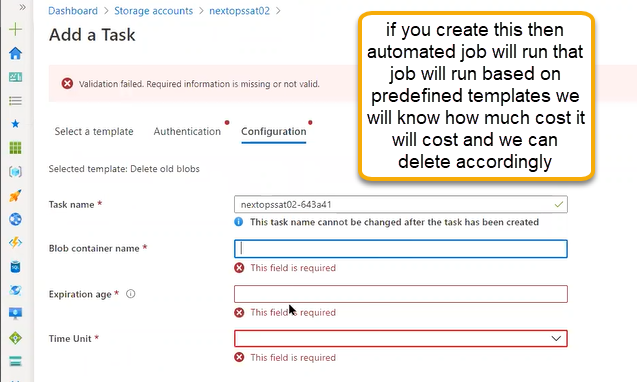 Dashboard > Storage accounts > nextopssat02 >
Add a Task
if you create this then
automated job will run that
job will run based on
predefined templates we
will know how much cost it
will cost and we can
delete accordingly
Validation failed. Required information is missing or not valid.
Select a template Authentication Configuration
Selected template: Delete old blobs
Task name * nextopssat02-643a41
This task name cannot be changed after the task has been created
Blob container name *
This field is required
Expiration age *
This field is required
Time Unit *
This field is required